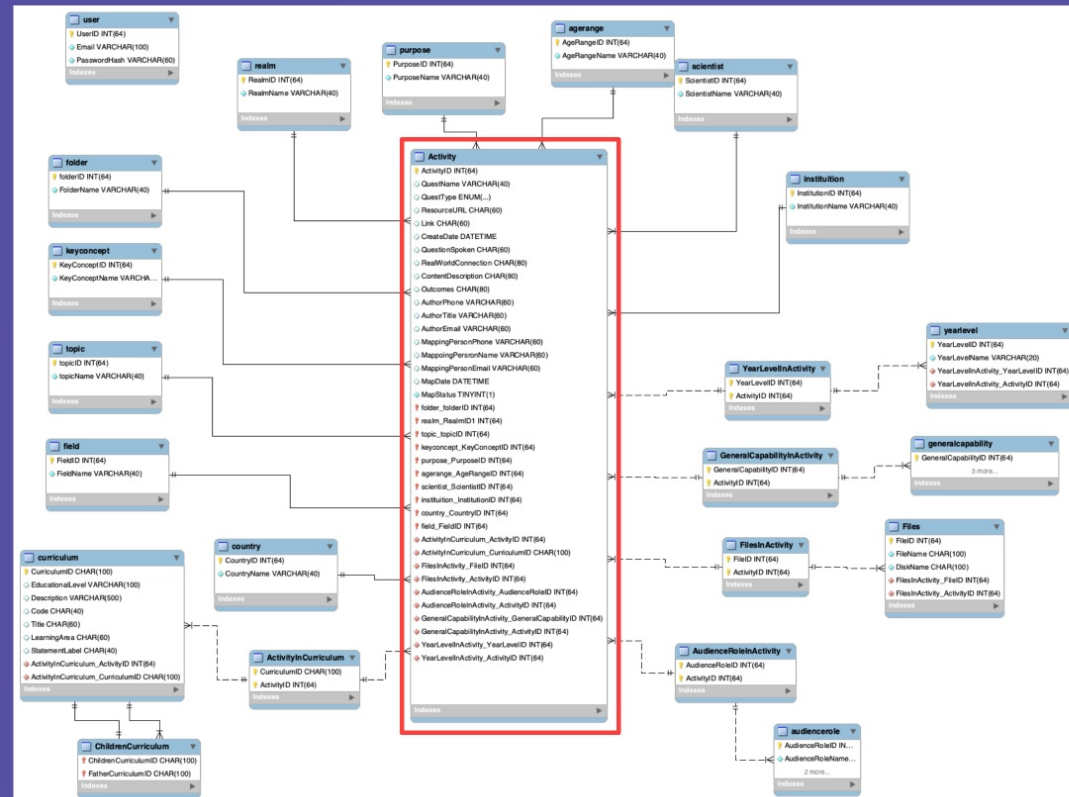 user
UserID INT(64)
Email VARCHAR(100)
PasswordHash VARCHAR(60)
Indexes
realm
RealmID INT(64)
RealmName VARCHAR(40)
Indexes
purpose
PurposeID INT(64)
PurposeName VARCHAR(40)
Indexes
agerange
AgeRangeID INT(64)
AgeRangeName VARCHAR(40)
Indexes
scientist
ScientistID INT(64)
ScientistName VARCHAR(40)
Indexes
folder
folderID INT(64)
FolderName VARCHAR(40)
Indexes
keyconcept
KeyConceptID INT(64)
KeyConceptName VARCHA...
Indexes
topic
topicID INT(64)
topicName VARCHAR(40)
Indexes
field
FieldID INT(64)
FieldName VARCHAR(40)
Indexes
curriculum
CurriculumID CHAR(100)
EducationalLevel VARCHAR(100)
Description VARCHAR(500)
Code CHAR(40)
Title CHAR(60)
LearningArea CHAR(60)
StatementLabel CHAR(40)
ActivityInCurriculum_ActivityID INT(64)
ActivityInCurriculum_CurriculumID CHAR(100)
Indexes
ChildrenCurriculum
ChildrenCurriculumID CHAR(100)
FatherCurriculumID CHAR(100)
country
CountryID INT(64)
CountryName VARCHAR(40)
Indexes
ActivityInCurriculum
CurriculumID CHAR(100)
ActivityID INT(64)
Indexes
Activity
ActivityID INT(64)
QuestName VARCHAR(40)
QuestType ENUM(...)
ResourceURL CHAR(60)
Link CHAR(60)
CreateDate DATETIME
QuestionSpoken CHAR(60)
RealWorldConnection CHAR(80)
ContentDescription CHAR(80)
Outcomes CHAR(80)
AuthorPhone VARCHAR(60)
AuthorTitle VARCHAR(60)
AuthorEmail VARCHAR(60)
MappingPersonPhone VARCHAR(60)
MappoingPersronName VARCHAR(60)
MappingPersonEmail VARCHAR(60)
MapDate DATETIME
MapStatus TINYINT(1)
folder_folderID INT(64)
realm_RealmID1 INT(64)
topic_topicID INT(64)
keyconcept_KeyConceptID INT(64)
purpose_PurposeID INT(64)
agerange_AgeRangeID INT(64)
scientist_ScientistID INT(64)
instituition_InstitutionID INT(64)
country_CountryID INT(64)
field_FieldID INT(64)
ActivityInCurriculum_ActivityID INT(64)
ActivityInCurriculum_CurriculumID CHAR(100)
FilesInActivity_FileID INT(64)
FilesInActivity_ActivityID INT(64)
AudienceRoleInActivity_AudienceRoleID INT(64)
AudienceRoleInActivity_ActivityID INT(64)
GeneralCapabilityInActivity_GeneralCapabilityID INT(64)
GeneralCapabilityInActivity_ActivityID INT(64)
YearLevelInActivity_YearLevelID INT(64)
YearLevelInActivity_ActivityID INT(64)
Indexes
instituition
InstitutionID INT(64)
InstitutionName VARCHAR(40)
Indexes
YearLevelInActivity
YearLevelID INT(64)
ActivityID INT(64)
Indexes
yearlevel
YearLevelID INT(64)
YearLevelName VARCHAR(20)
YearLevelInActivity_YearLevelID INT(64)
YearLevelInActivity_ActivityID INT(64)
Indexes
GeneralCapabilityInActivity
GeneralCapabilityID INT(64)
ActivityID INT(64)
Indexes
generalcapability
GeneralCapabilityID INT(64)
3 more...
Indexes
FilesInActivity
FileID INT(64)
ActivityID INT(64)
Indexes
Files
FileID INT(64)
FileName CHAR(100)
DiskName CHAR(100)
FilesInActivity_FileID INT(64)
FilesInActivity_ActivityID INT(64)
Indexes
AudienceRoleInActivity
AudienceRoleID INT(64)
ActivityID INT(64)
Indexes
audiencerole
AudienceRoleID IN...
AudienceRoleName...
2 more...
Indexes